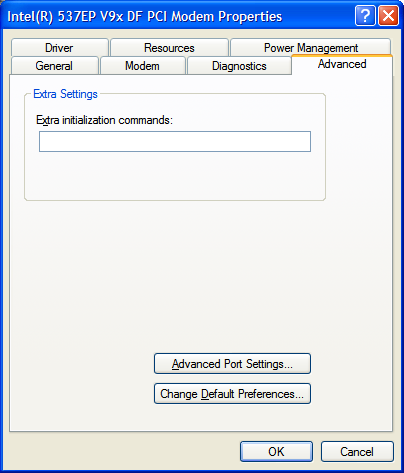 Intel(R) 537EP V9x DF PCI Modem Properties
Driver Resources Power Management
General Modem Diagnostics Advanced
Extra Settings
Extra initialization commands:
Advanced Port Settings...
Change Default Preferences...
OK Cancel